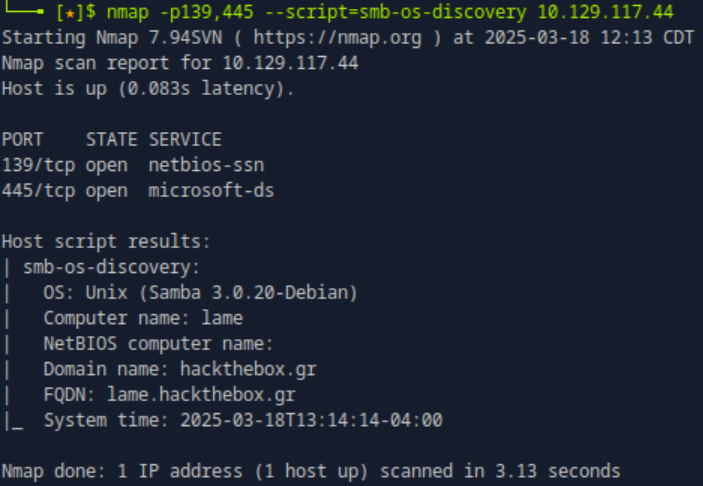 └──╼ [★]$ nmap -p139,445 --script=smb-os-discovery 10.129.117.44
Starting Nmap 7.94SVN ( https://nmap.org ) at 2025-03-18 12:13 CDT
Nmap scan report for 10.129.117.44
Host is up (0.083s latency).

PORT    STATE SERVICE
139/tcp open  netbios-ssn
445/tcp open  microsoft-ds

Host script results:
| smb-os-discovery:
|   OS: Unix (Samba 3.0.20-Debian)
|   Computer name: lame
|   NetBIOS computer name:
|   Domain name: hackthebox.gr
|   FQDN: lame.hackthebox.gr
|_  System time: 2025-03-18T13:14:14-04:00

Nmap done: 1 IP address (1 host up) scanned in 3.13 seconds